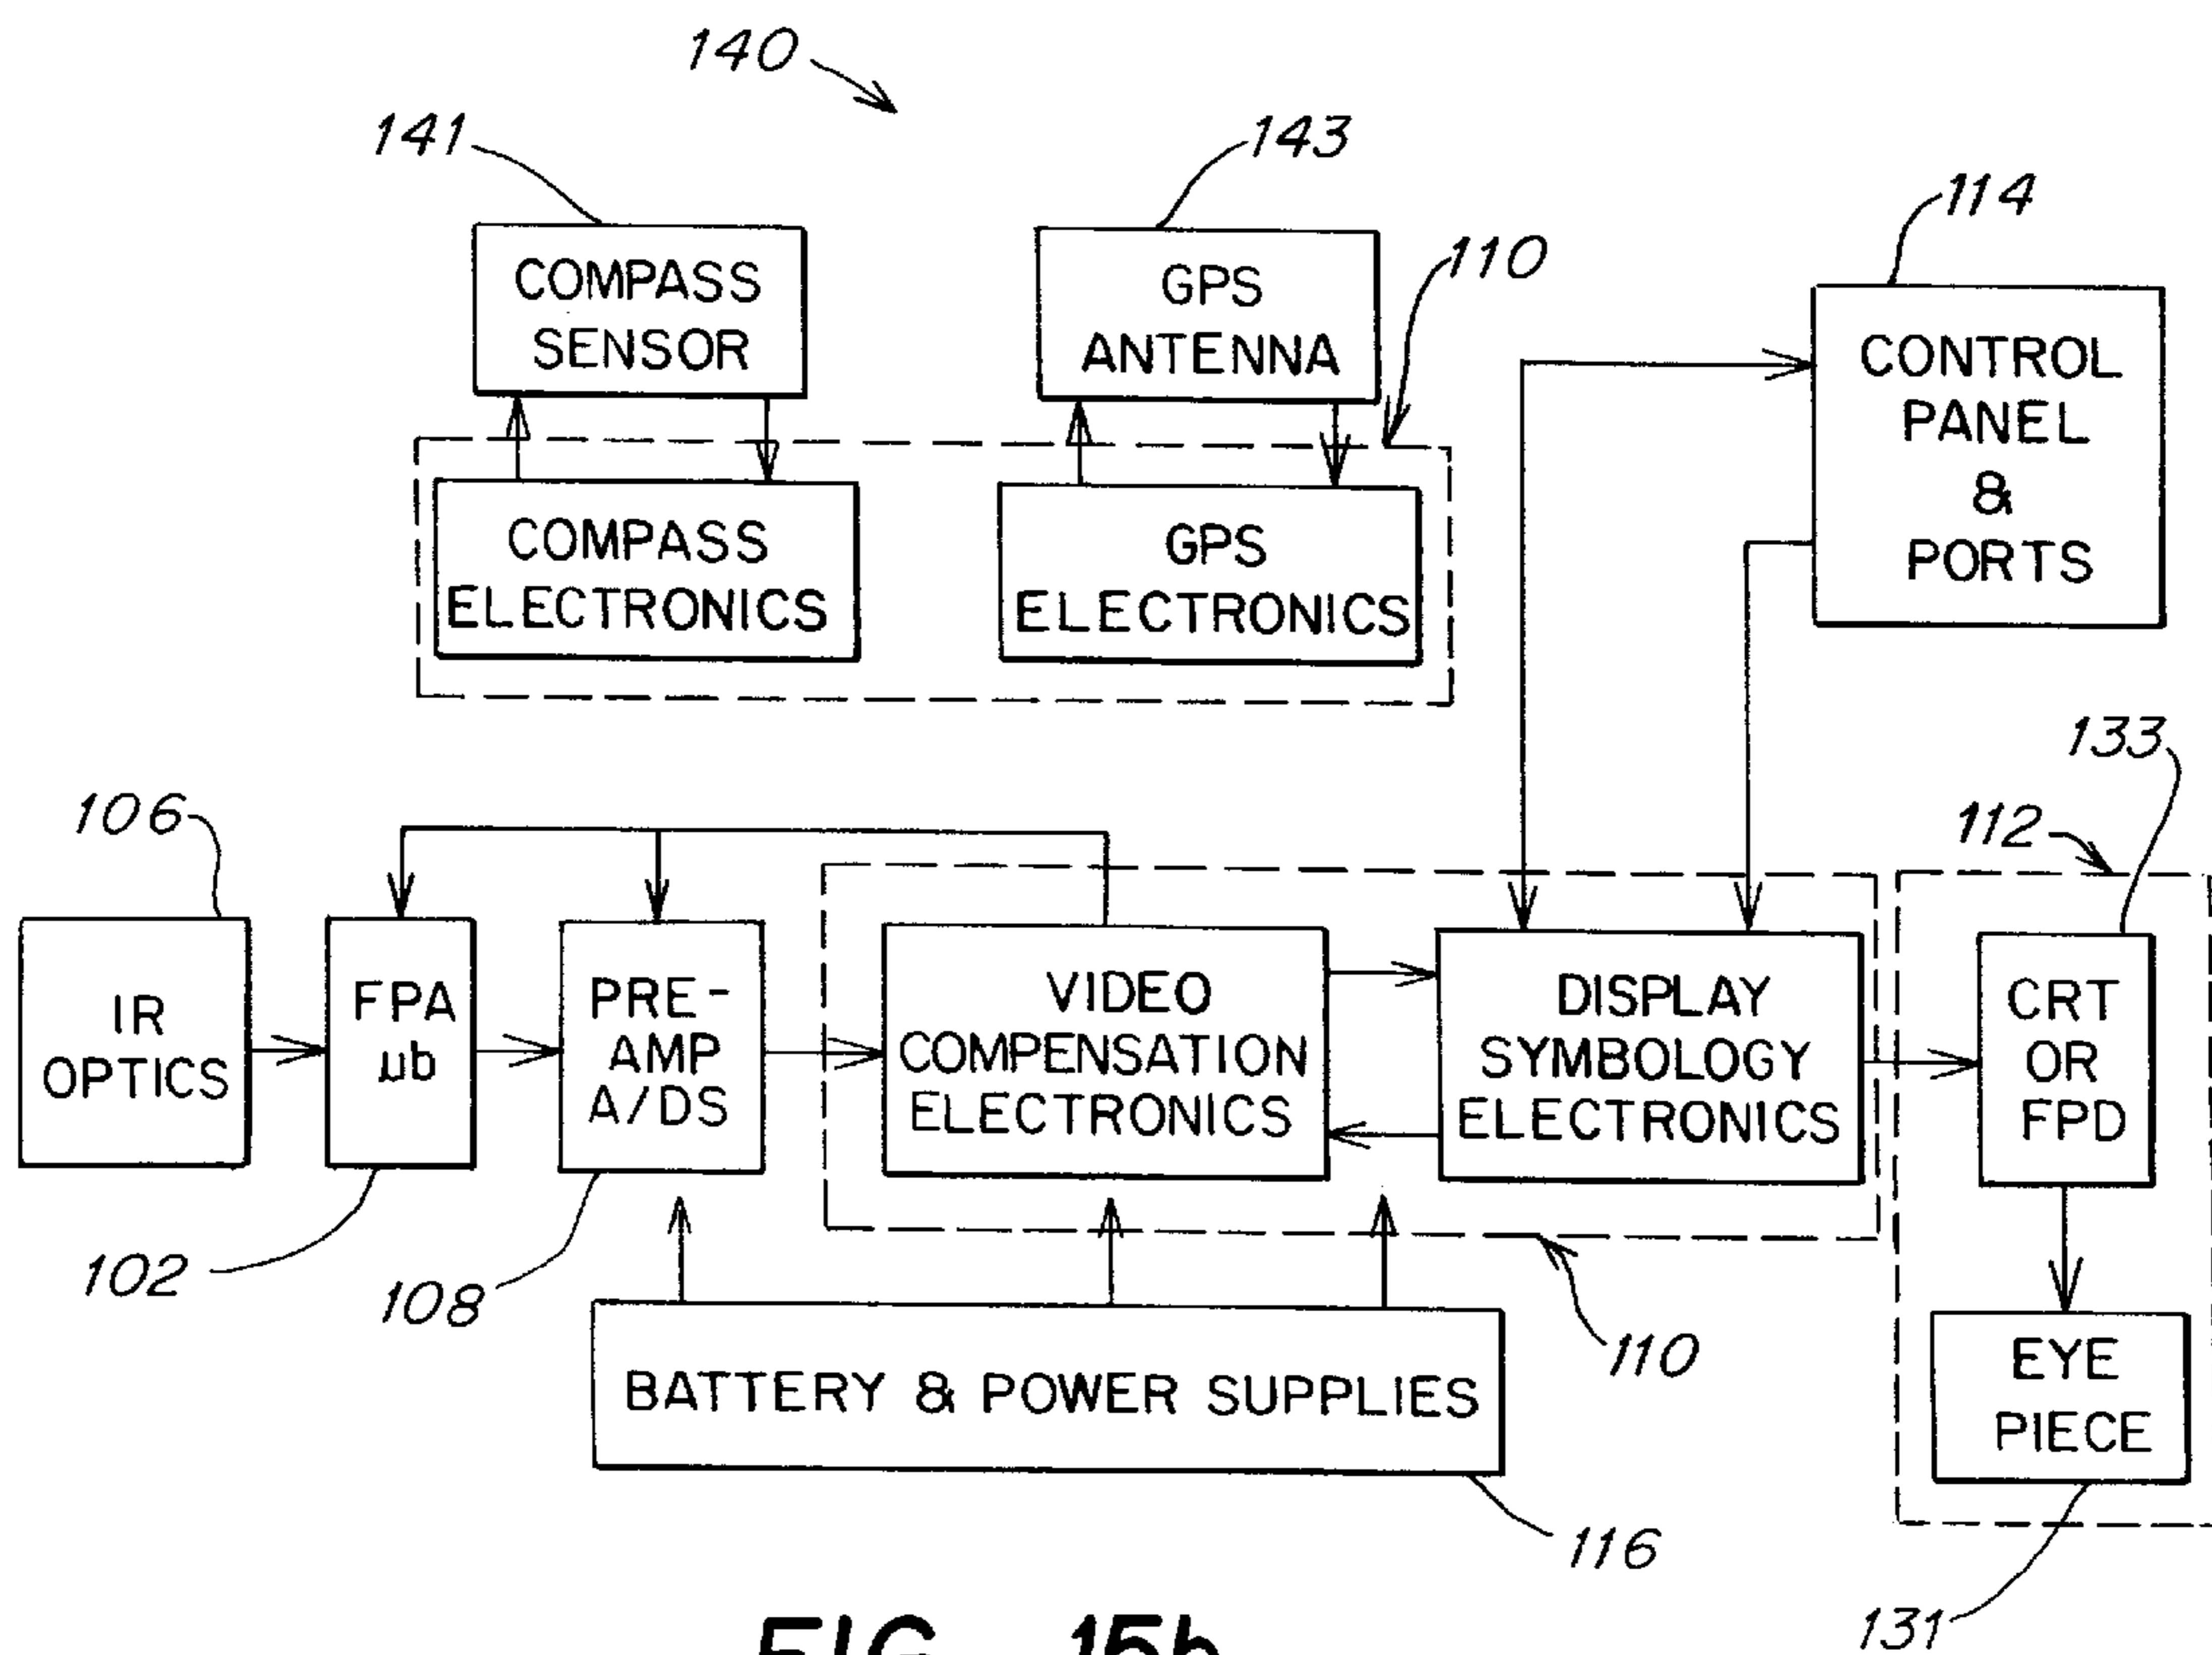 140
141
143
114
110
COMPASS
SENSOR
GPS
ANTENNA
CONTROL
PANEL
&
PORTS
COMPASS
ELECTRONICS
GPS
ELECTRONICS
133
112
106
IR
OPTICS
FPA
µb
PRE-
AMP
A/DS
VIDEO
COMPENSATION
ELECTRONICS
DISPLAY
SYMBOLOGY
ELECTRONICS
CRT
OR
FPD
102
108
110
BATTERY & POWER SUPPLIES
EYE
PIECE
116
131
FIG. 15b